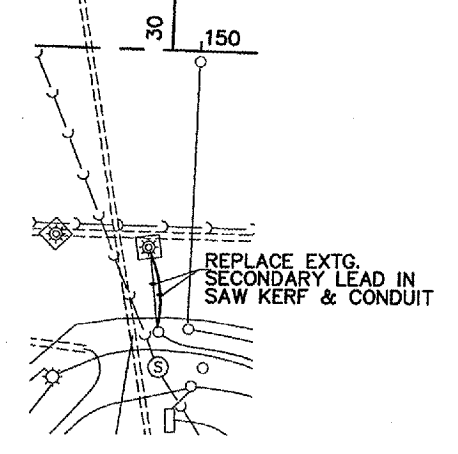 30
150
REPLACE EXTG.
SECONDARY LEAD IN
SAW KERF & CONDUIT
S